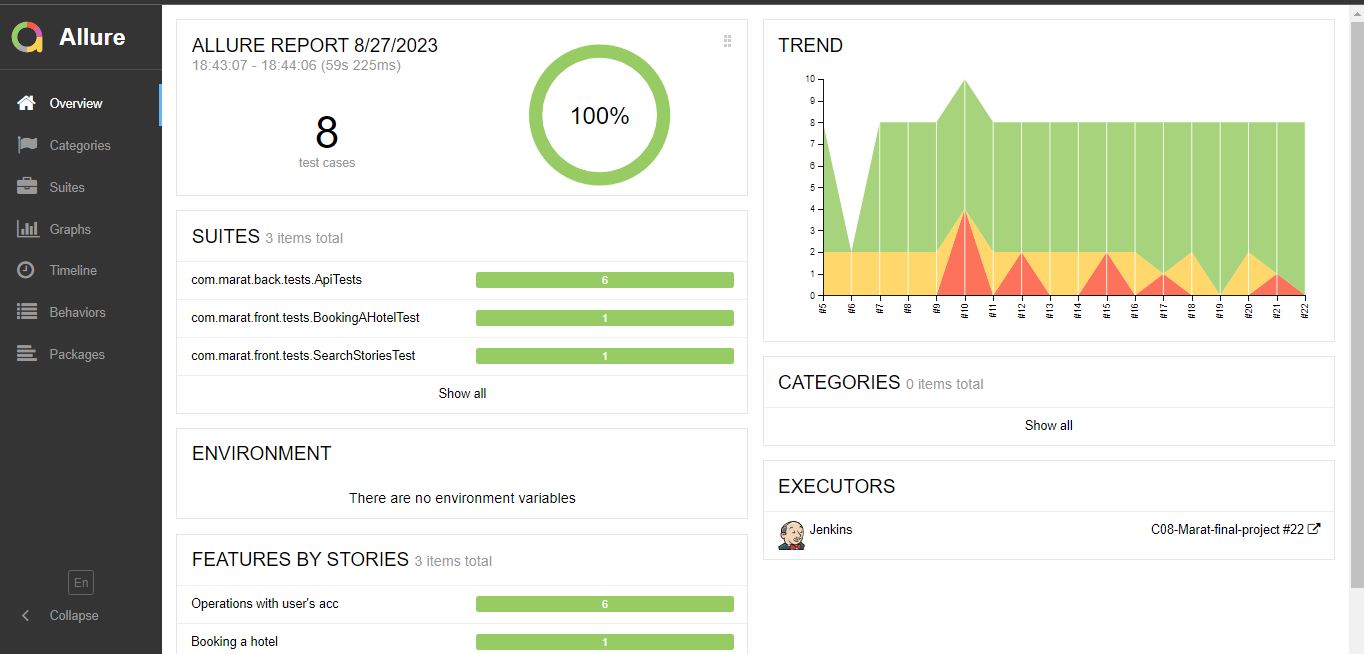 Allure
Overview
Categories
Suites
Graphs
Timeline
Behaviors
Packages
En
Collapse
ALLURE REPORT 8/27/2023
18:43:07 - 18:44:06 (59s 225ms)
8
test cases
100%
SUITES 3 items total
com.marat.back.tests.ApiTests 6
com.marat.front.tests.BookingAHotelTest 1
com.marat.front.tests.SearchStoriesTest 1
Show all
ENVIRONMENT
There are no environment variables
FEATURES BY STORIES 3 items total
Operations with user's acc 6
Booking a hotel 1
TREND
10
9
8
7
6
5
4
3
2
1
0
#5 #6 #7 #8 #9 #10 #11 #12 #13 #14 #15 #16 #17 #18 #19 #20 #21 #22
CATEGORIES 0 items total
Show all
EXECUTORS
Jenkins C08-Marat-final-project #22